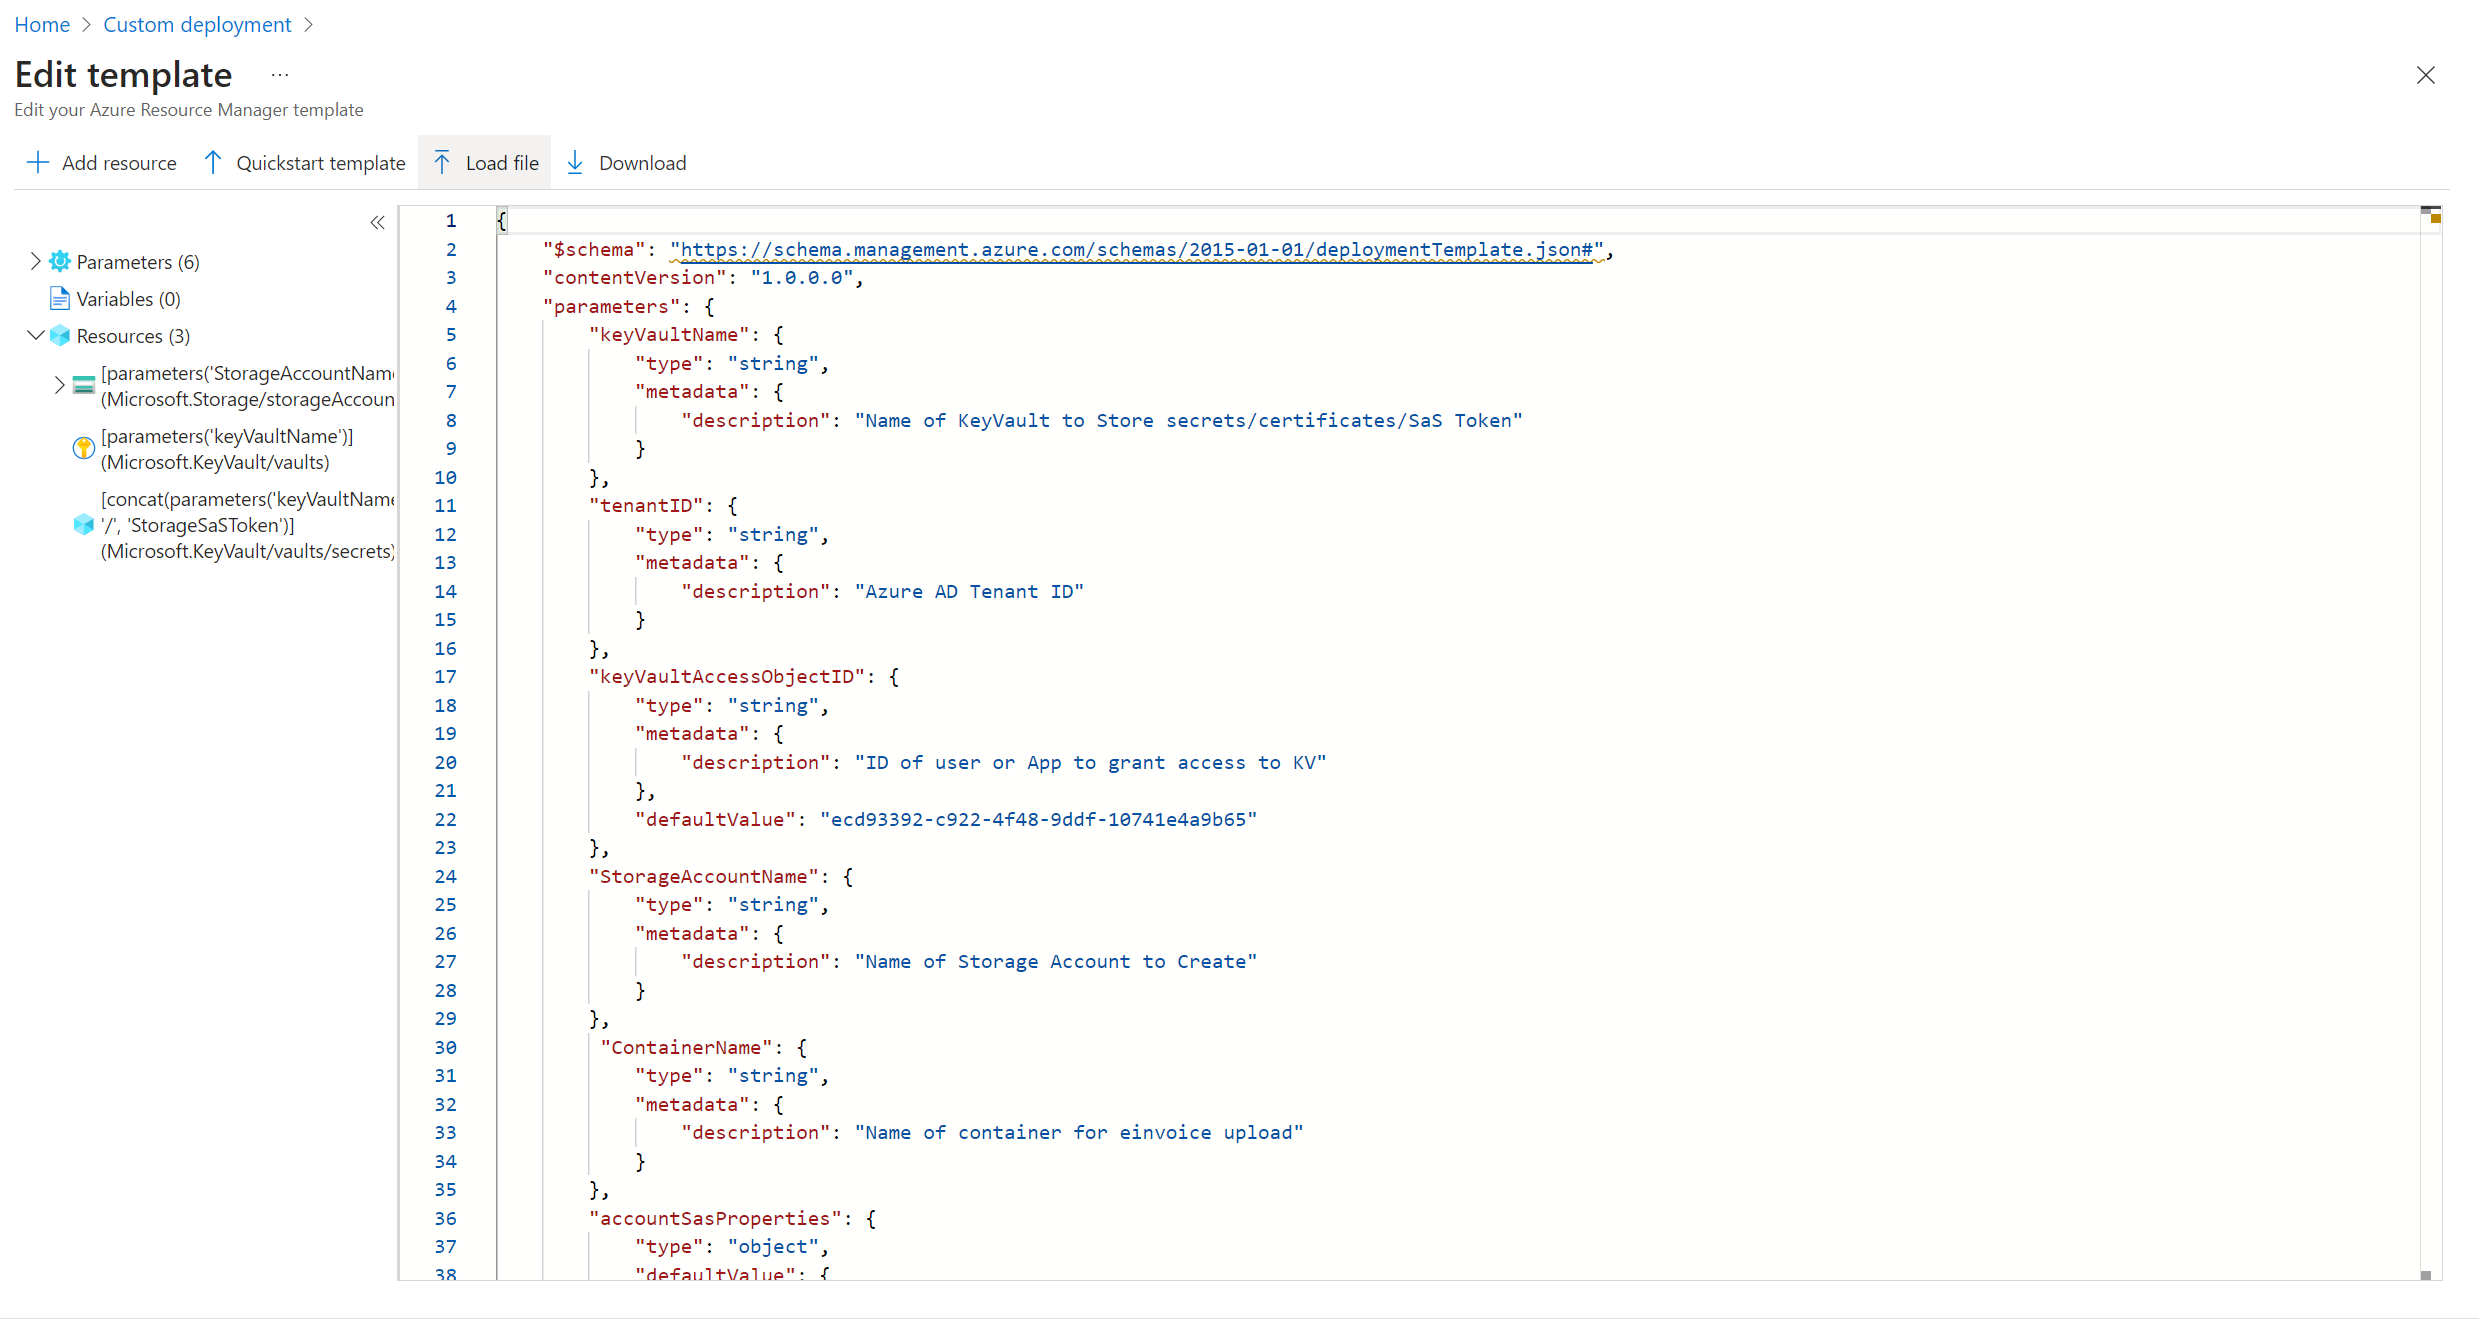 Home > Custom deployment >
Edit template ...
Edit your Azure Resource Manager template
Add resource Quickstart template Load file Download
Parameters (6)
Variables (0)
Resources (3)
[parameters('StorageAccountName
(Microsoft.Storage/storageAccoun
[parameters('keyVaultName')]
(Microsoft.KeyVault/vaults)
[concat(parameters('keyVaultName
'/', 'StorageSaSToken')]
(Microsoft.KeyVault/vaults/secrets)
1 {
2 "$schema": "https://schema.management.azure.com/schemas/2015-01-01/deploymentTemplate.json#",
3 "contentVersion": "1.0.0.0",
4 "parameters": {
5 "keyVaultName": {
6 "type": "string",
7 "metadata": {
8 "description": "Name of KeyVault to Store secrets/certificates/SaS Token"
9 }
10 },
11 "tenantID": {
12 "type": "string",
13 "metadata": {
14 "description": "Azure AD Tenant ID"
15 }
16 },
17 "keyVaultAccessObjectID": {
18 "type": "string",
19 "metadata": {
20 "description": "ID of user or App to grant access to KV"
21 },
22 "defaultValue": "ecd93392-c922-4f48-9ddf-10741e4a9b65"
23 },
24 "StorageAccountName": {
25 "type": "string",
26 "metadata": {
27 "description": "Name of Storage Account to Create"
28 }
29 },
30 "ContainerName": {
31 "type": "string",
32 "metadata": {
33 "description": "Name of container for einvoice upload"
34 }
35 },
36 "accountSasProperties": {
37 "type": "object",
38 "defaultValue": {